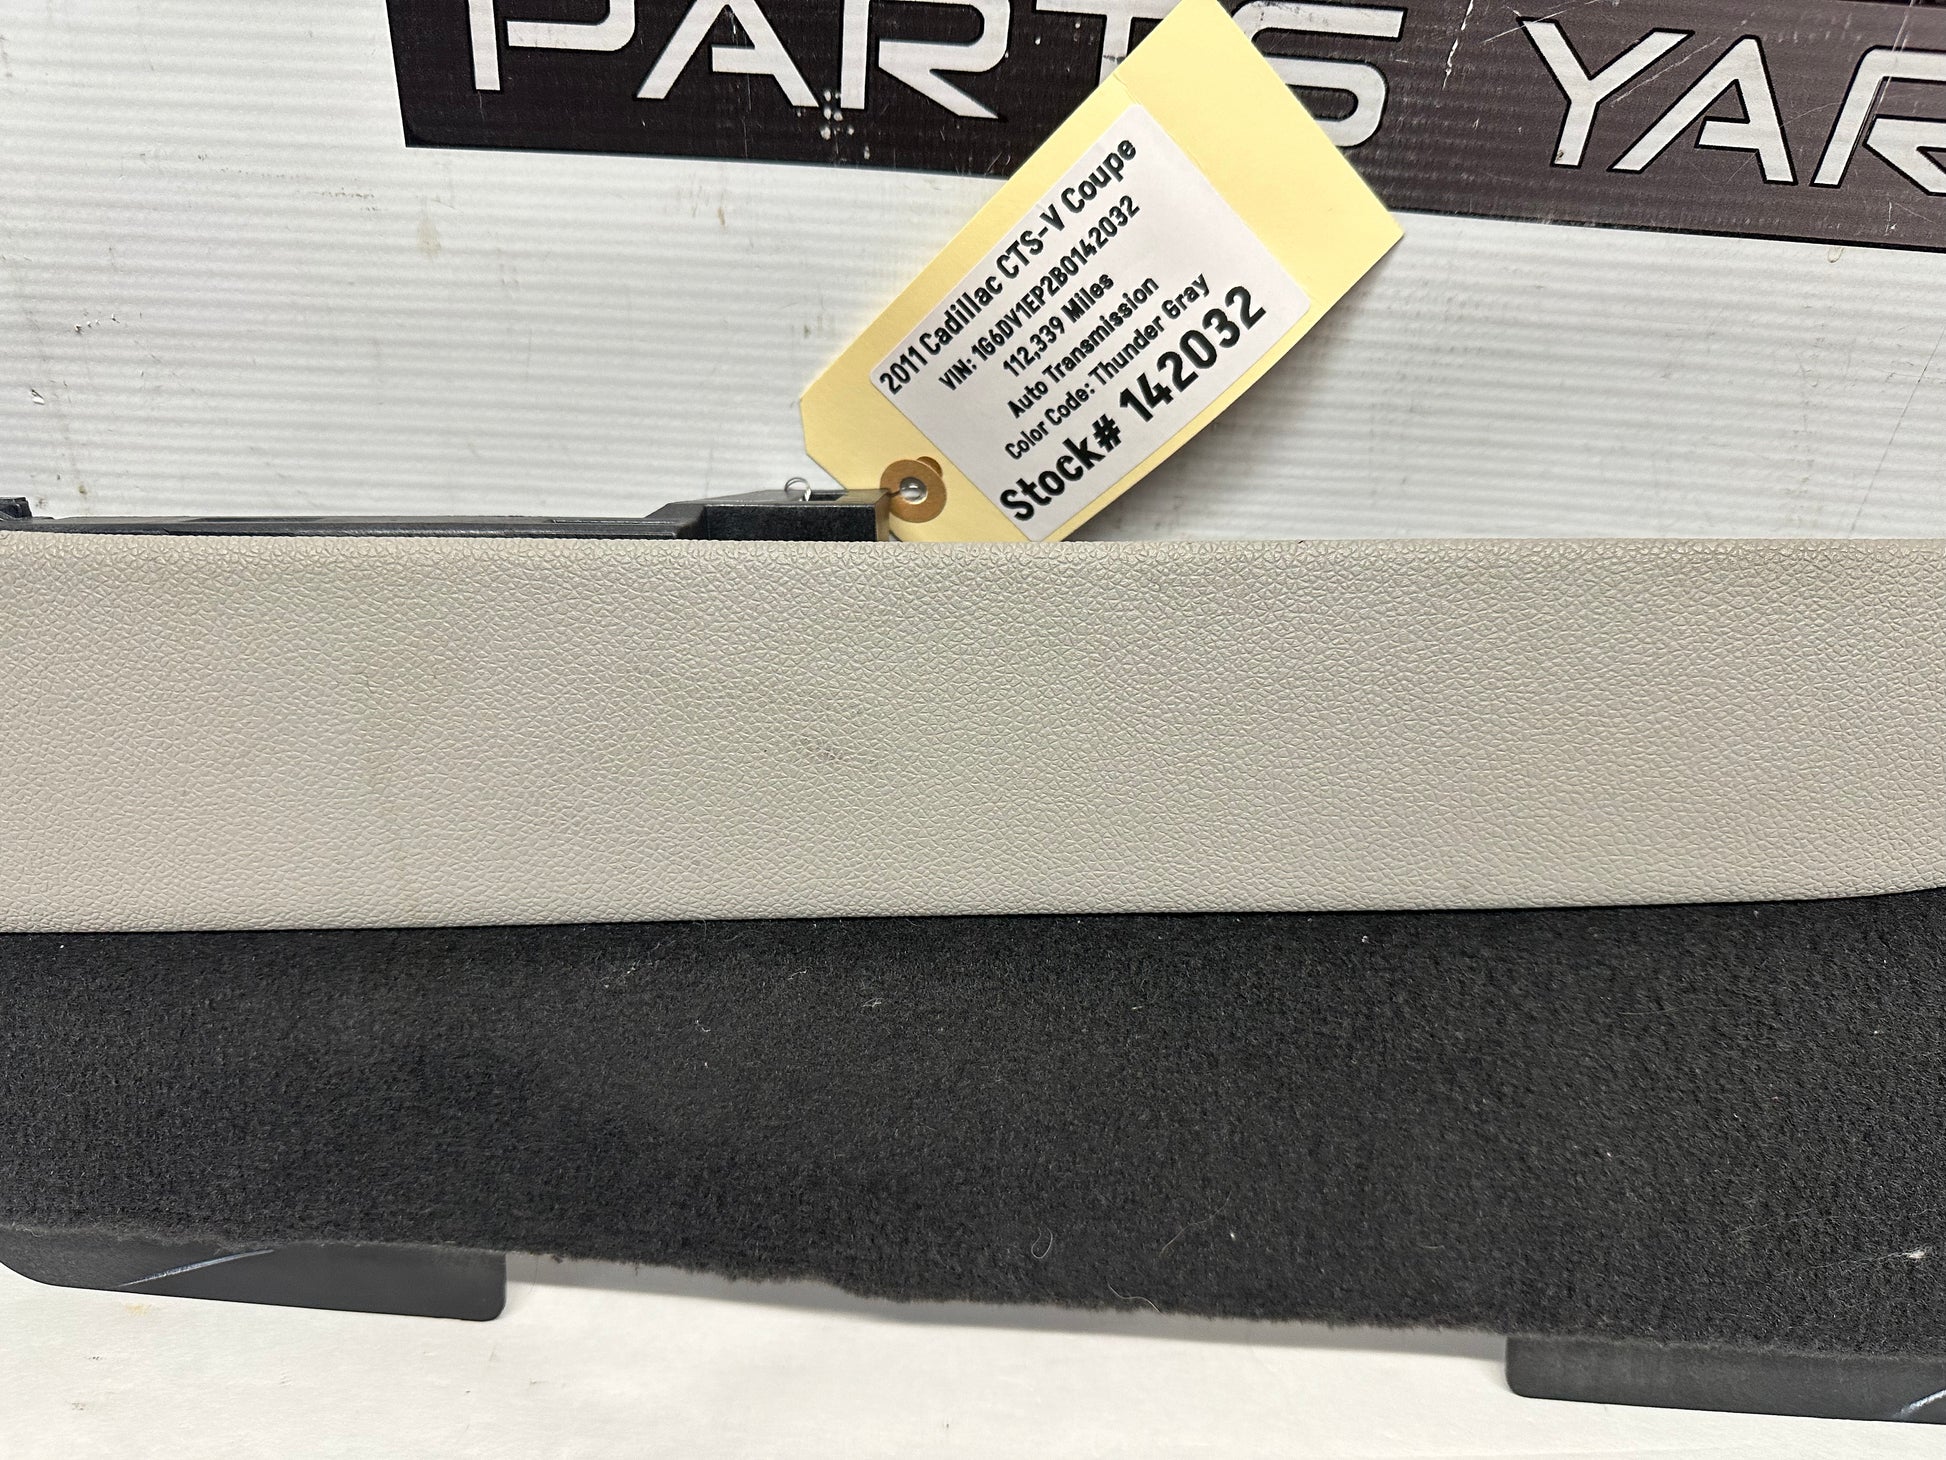 PARTS YAR
2011 Cadillac CTS-V Coupe
VIN: 1G6DV1EP2B0142032
112,339 Miles
Auto Transmission
Color Code: Thunder Gray
Stock# 142032